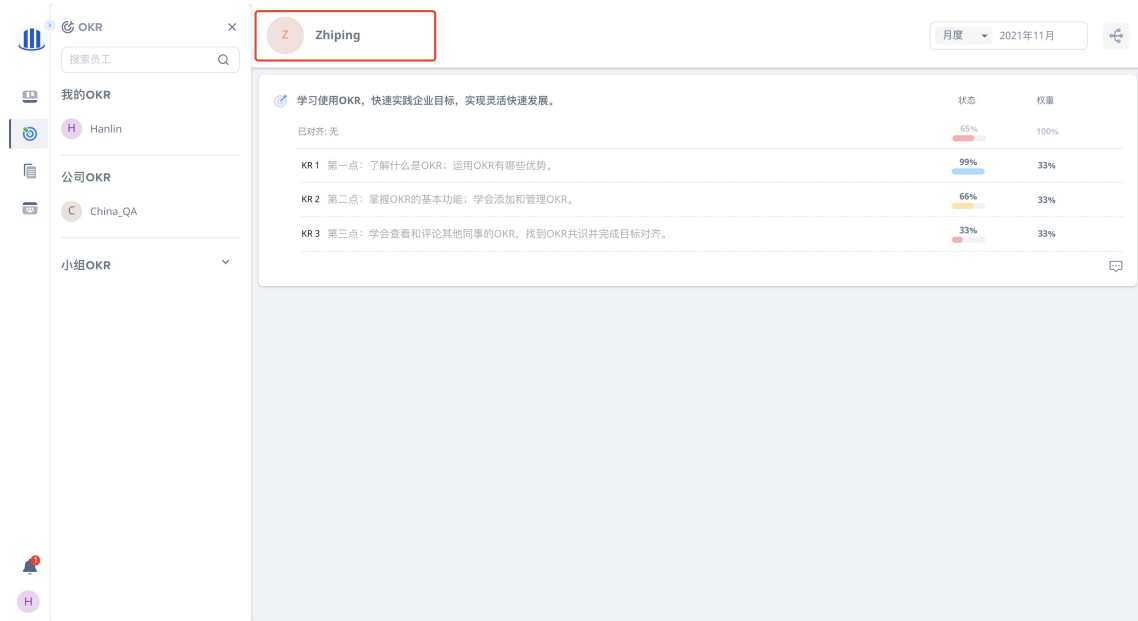 OKR
搜索员工
我的OKR
H Hanlin
公司OKR
C China_QA
小组OKR
1
H
Z Zhiping
月度 2021年11月
学习使用OKR，快速实践企业目标，实现灵活快速发展。 状态 权重
已对齐: 无 65% 100%
KR 1 第一点：了解什么是OKR；运用OKR有哪些优势。 99% 33%
KR 2 第二点：掌握OKR的基本功能；学会添加和管理OKR。 66% 33%
KR 3 第三点：学会查看和评论其他同事的OKR，找到OKR共识并完成目标对齐。 33% 33%